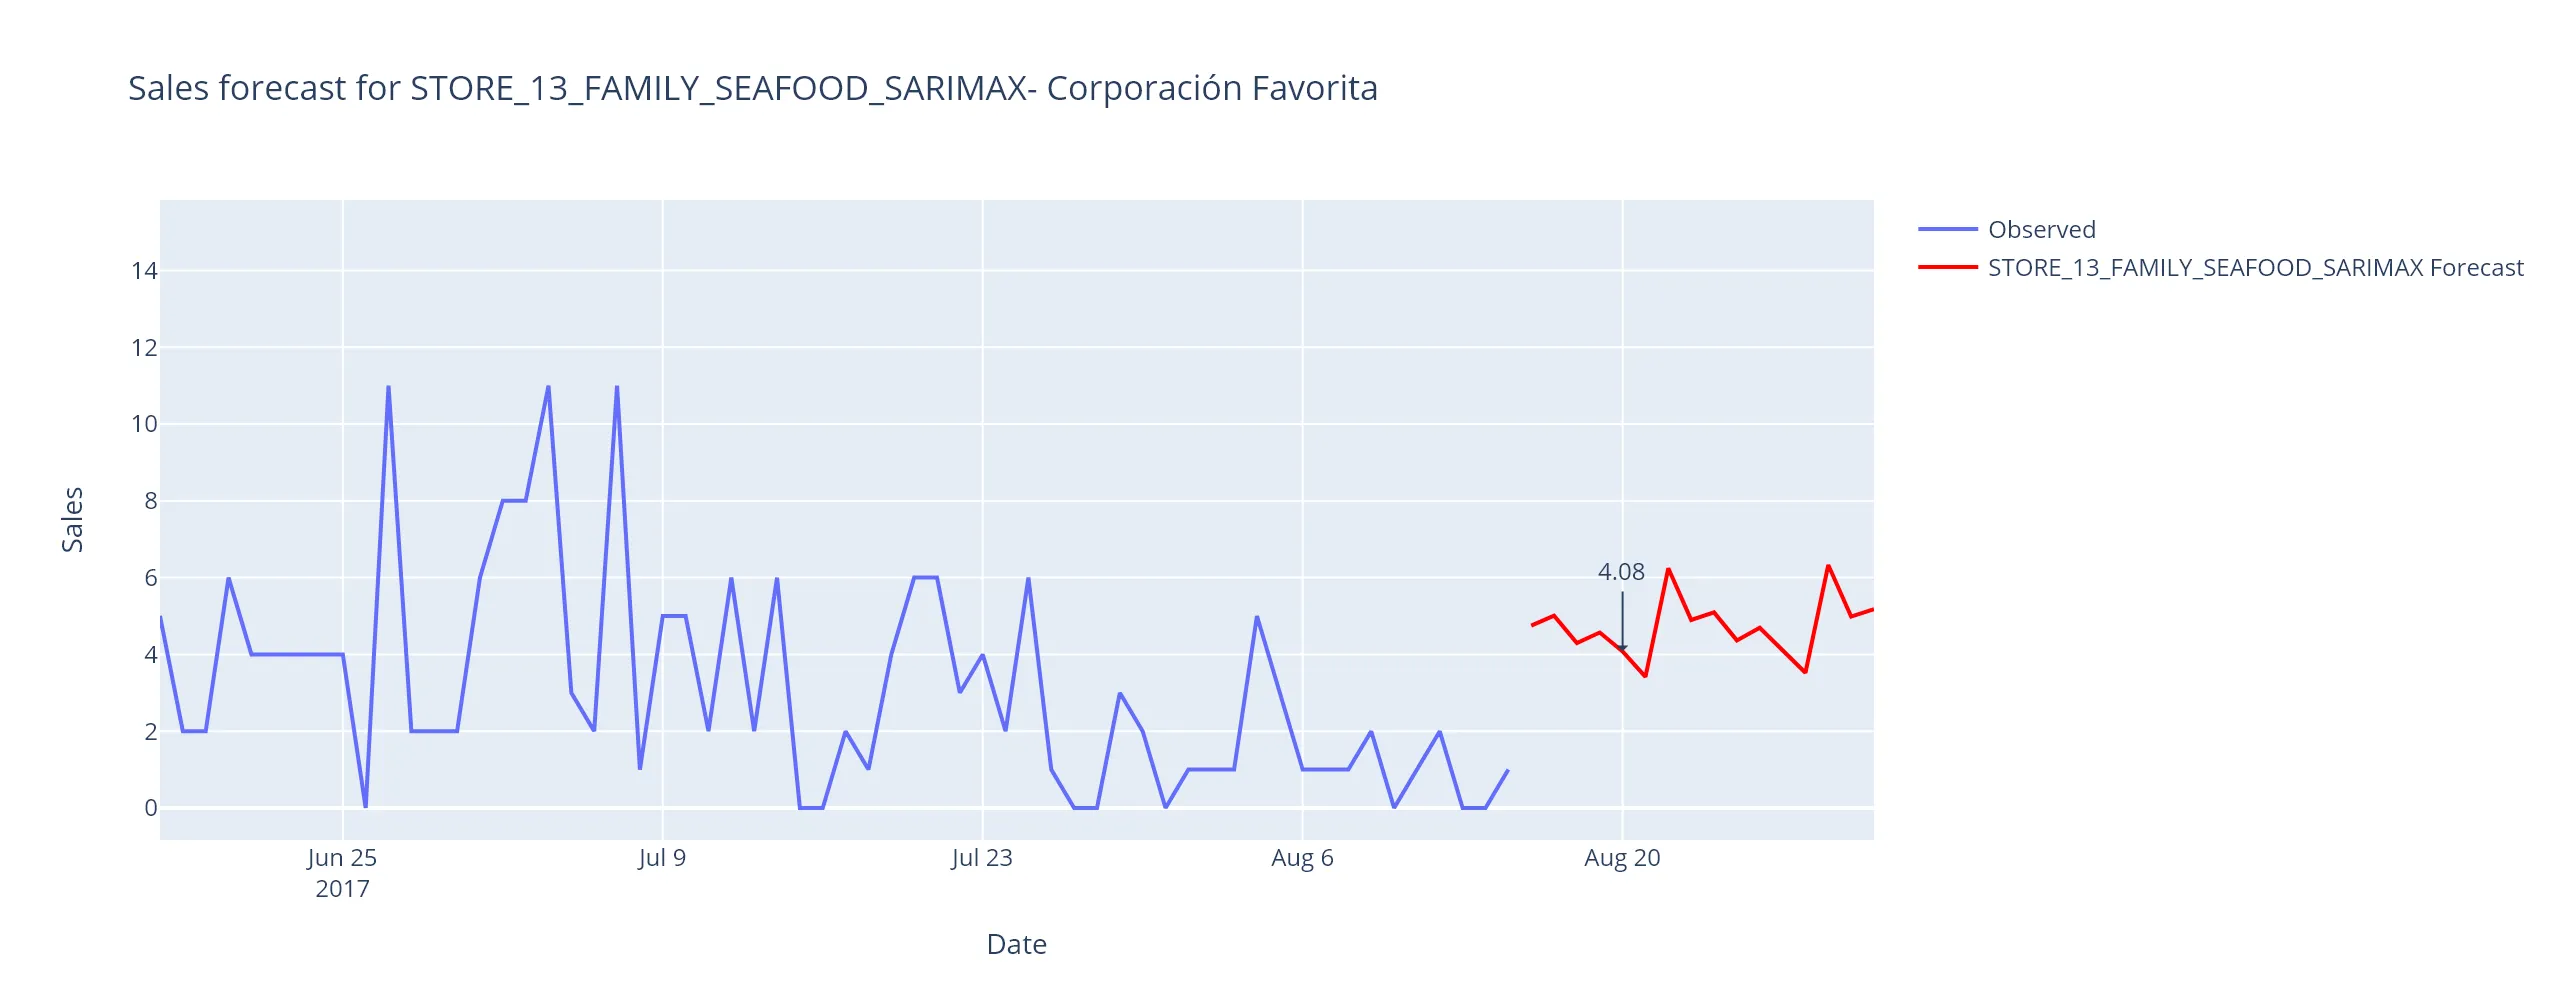 Sales forecast for STORE_13_FAMILY_SEAFOOD_SARIMAX- Corporación Favorita
Observed
STORE_13_FAMILY_SEAFOOD_SARIMAX Forecast
14
12
10
8
6
4
2
0
Sales
4.08
Jun 25
2017
Jul 9
Jul 23
Aug 6
Aug 20
Date